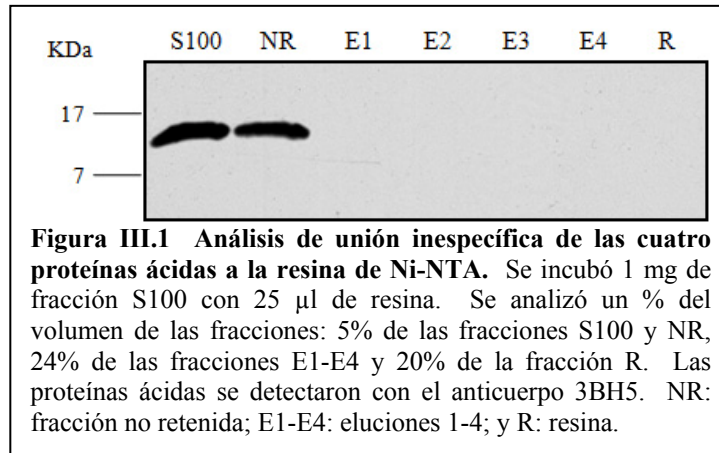 KDa S100 NR E1 E2 E3 E4 R
17
7
Figura III.1 Análisis de unión inespecífica de las cuatro
proteínas ácidas a la resina de Ni-NTA. Se incubó 1 mg de
fracción S100 con 25 µl de resina. Se analizó un % del
volumen de las fracciones: 5% de las fracciones S100 y NR,
24% de las fracciones E1-E4 y 20% de la fracción R. Las
proteínas ácidas se detectaron con el anticuerpo 3BH5. NR:
fracción no retenida; E1-E4: eluciones 1-4; y R: resina.